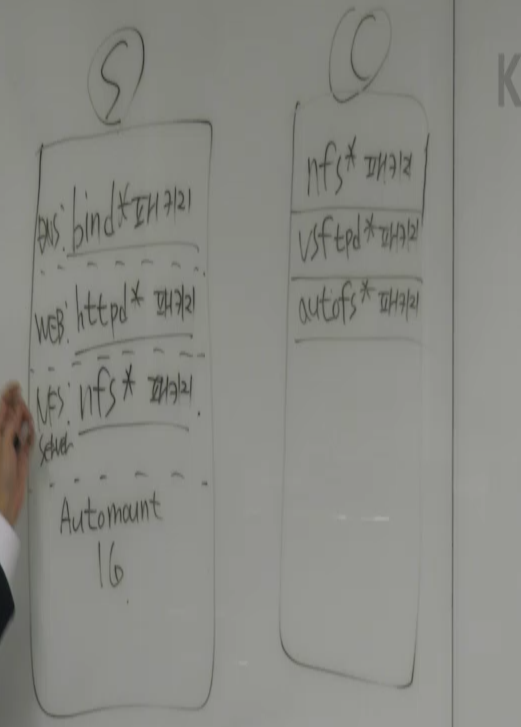 S
DNS: bind* 패키지
WEB: httpd* 패키지
NFS: nfs* 패키지.
Server
Automount
16.
C
nfs* 패키지
vsftpd* 패키지
autofs* 패키지
K